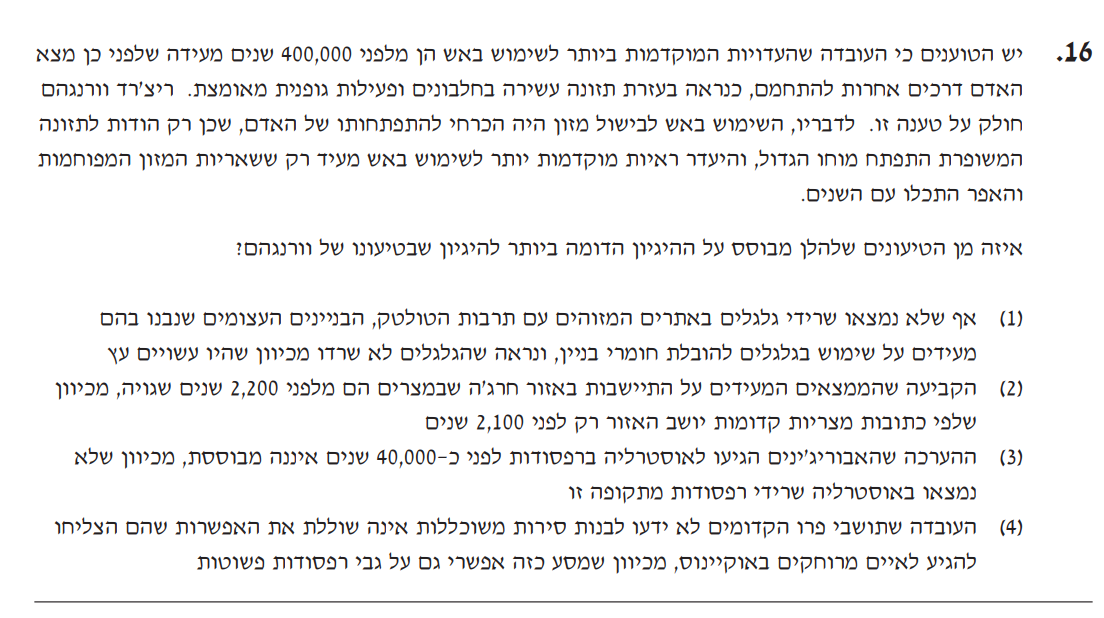 16. יש הטוענים כי העובדה שהעדויות המוקדמות ביותר לשימוש באש הן מלפני 400,000 שנים מעידה שלפני כן מצא
האדם דרכים אחרות להתחמם, כנראה בעזרת תזונה עשירה בחלבונים ופעילות גופנית מאומצת. ריצ'רד וורנגהם
חולק על טענה זו. לדבריו, השימוש באש לבישול מזון היה הכרחי להתפתחותו של האדם, שכן רק הודות לתזונה
המשופרת התפתח מוחו הגדול, והיעדר ראיות מוקדמות יותר לשימוש באש מעיד רק ששאריות המזון המפוחמות
והאפר התכלו עם השנים.
איזה מן הטיעונים שלהלן מבוסס על ההיגיון הדומה ביותר להיגיון שבטיעונו של וורנגהם?
(1) אף שלא נמצאו שרידי גלגלים באתרים המזוהים עם תרבות הטולטק, הבניינים העצומים שנבנו בהם
מעידים על שימוש בגלגלים להובלת חומרי בניין, ונראה שהגלגלים לא שרדו מכיוון שהיו עשויים עץ
(2) הקביעה שהממצאים המעידים על התיישבות באזור חרג'ה שבמצרים הם מלפני 2,200 שנים שגויה, מכיוון
שלפי כתובות מצריות קדומות יושב האזור רק לפני 2,100 שנים
(3) ההערכה שהאבוריג'ינים הגיעו לאוסטרליה ברפסודות לפני כ-40,000 שנים איננה מבוססת, מכיוון שלא
נמצאו באוסטרליה שרידי רפסודות מתקופה זו
(4) העובדה שתושבי פרו הקדומים לא ידעו לבנות סירות משוכללות אינה שוללת את האפשרות שהם הצליחו
להגיע לאיים מרוחקים באוקיינוס, מכיוון שמסע כזה אפשרי גם על גבי רפסודות פשוטות